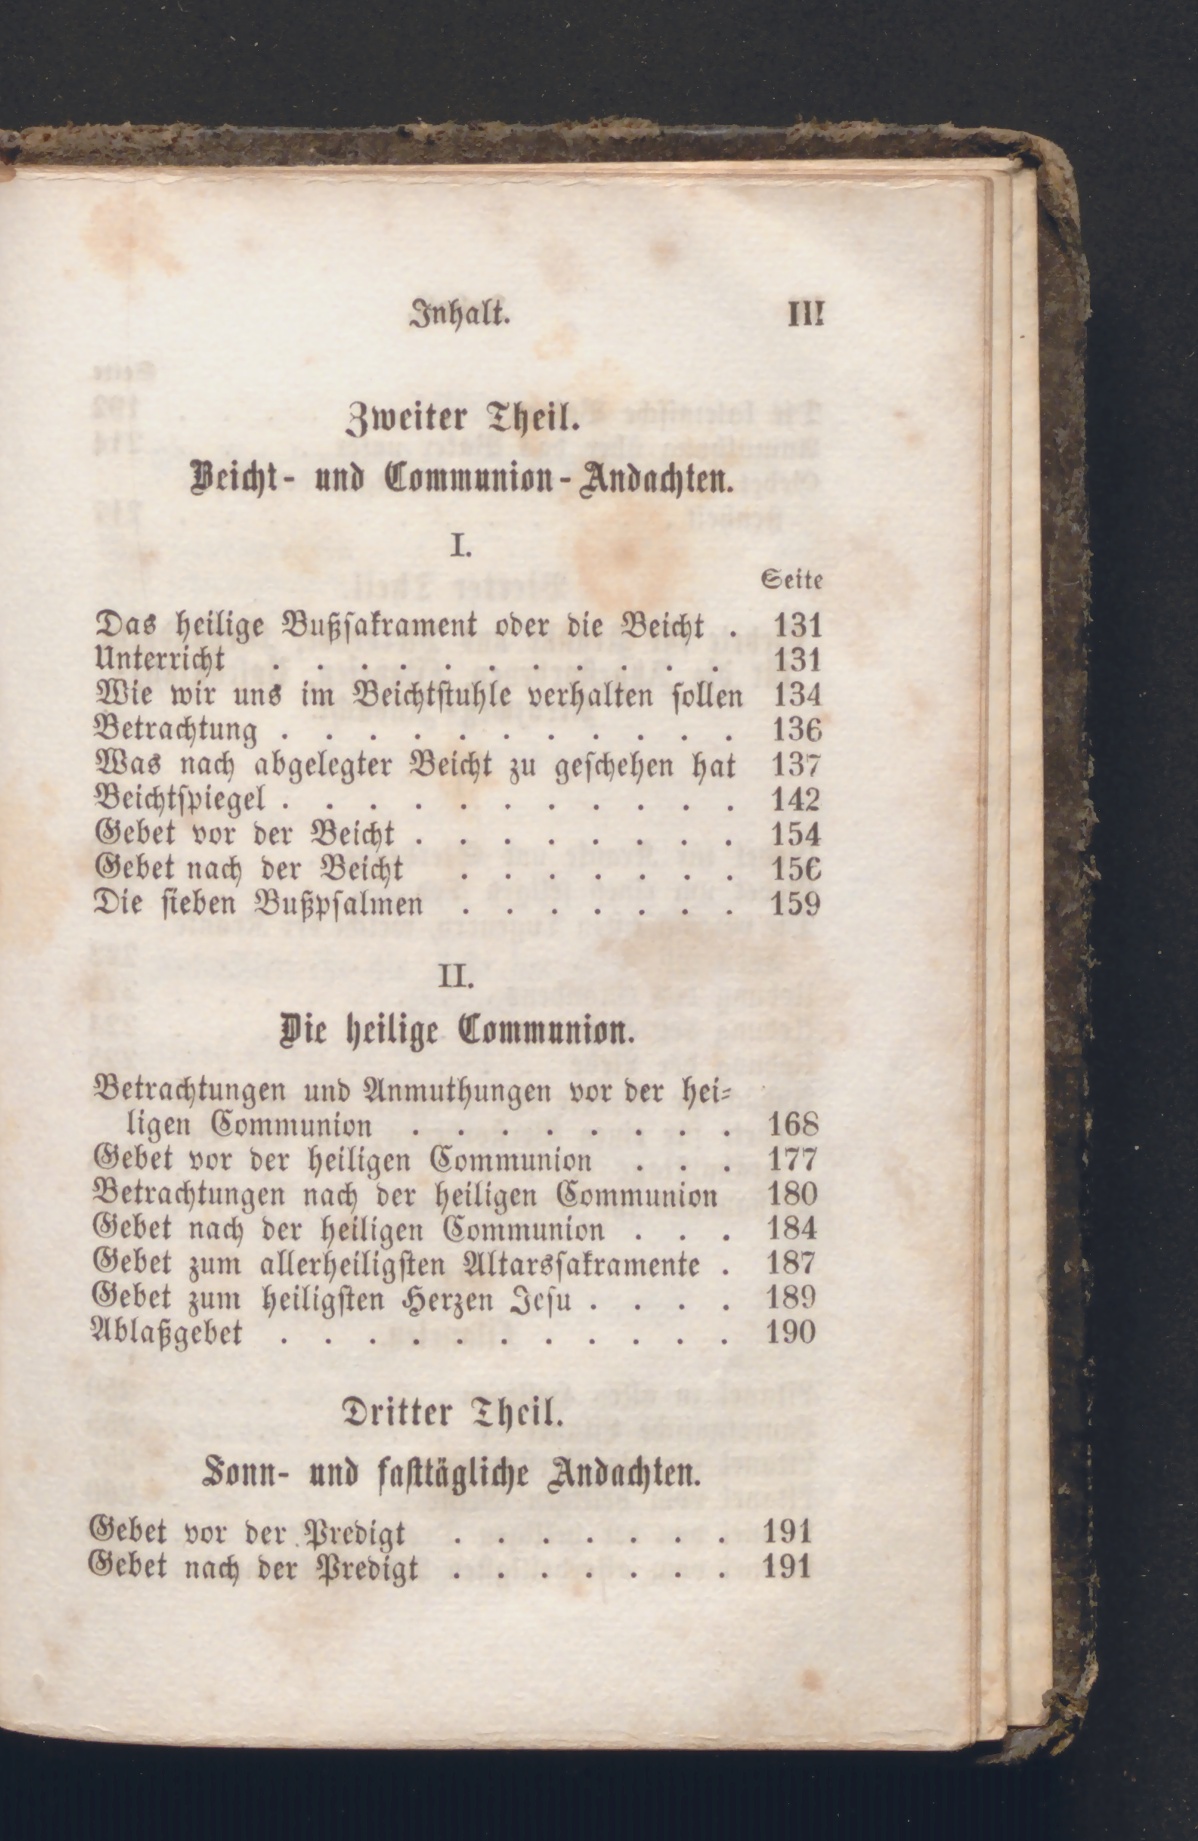 Inhalt. III
Zweiter Theil.
Beicht- und Communion-Andachten.
I.
Seite
Das heilige Bußsakrament oder die Beicht . 131
Unterricht . . . . . . . . . . . 131
Wie wir uns im Beichtstuhle verhalten sollen 134
Betrachtung . . . . . . . . . . . 136
Was nach abgelegter Beicht zu geschehen hat 137
Beichtspiegel . . . . . . . . . . . 142
Gebet vor der Beicht . . . . . . . . 154
Gebet nach der Beicht . . . . . . . 156
Die sieben Bußpsalmen . . . . . . . 159
II.
Die heilige Communion.
Betrachtungen und Anmuthungen vor der hei-
ligen Communion . . . . . . . . 168
Gebet vor der heiligen Communion . . . 177
Betrachtungen nach der heiligen Communion 180
Gebet nach der heiligen Communion . . . 184
Gebet zum allerheiligsten Altarssakramente . 187
Gebet zum heiligsten Herzen Jesu . . . . 189
Ablaßgebet . . . . . . . . . . . 190
Dritter Theil.
Sonn- und fasttägliche Andachten.
Gebet vor der Predigt . . . . . . . 191
Gebet nach der Predigt . . . . . . . 191